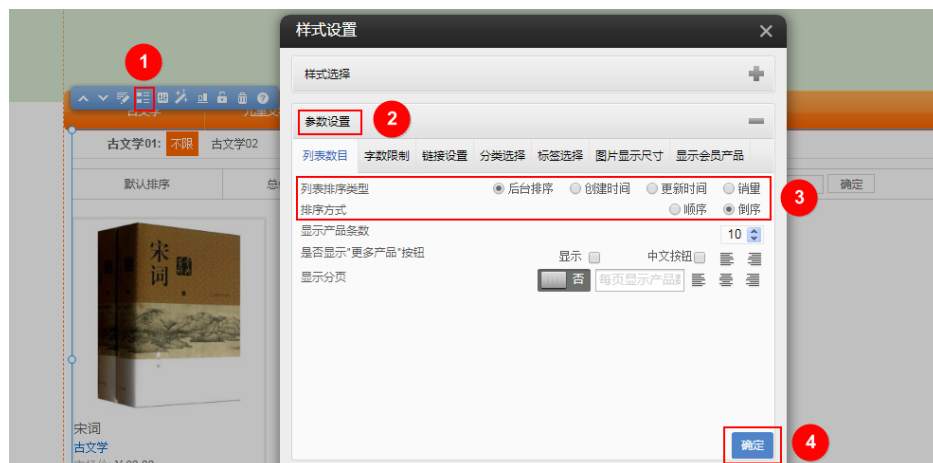 样式设置
1
样式选择
参数设置
2
古文学01: 不限 古文学02
列表数目 字数限制 链接设置 分类选择 标签选择 图片显示尺寸 显示会员产品
默认排序
确定
列表排序类型 后台排序 创建时间 更新时间 销量
排序方式 顺序 倒序
3
显示产品条数 10
是否显示"更多产品"按钮 显示 中文按钮
显示分页 否 每页显示产品
宋词
宋词
古文学
确定
4